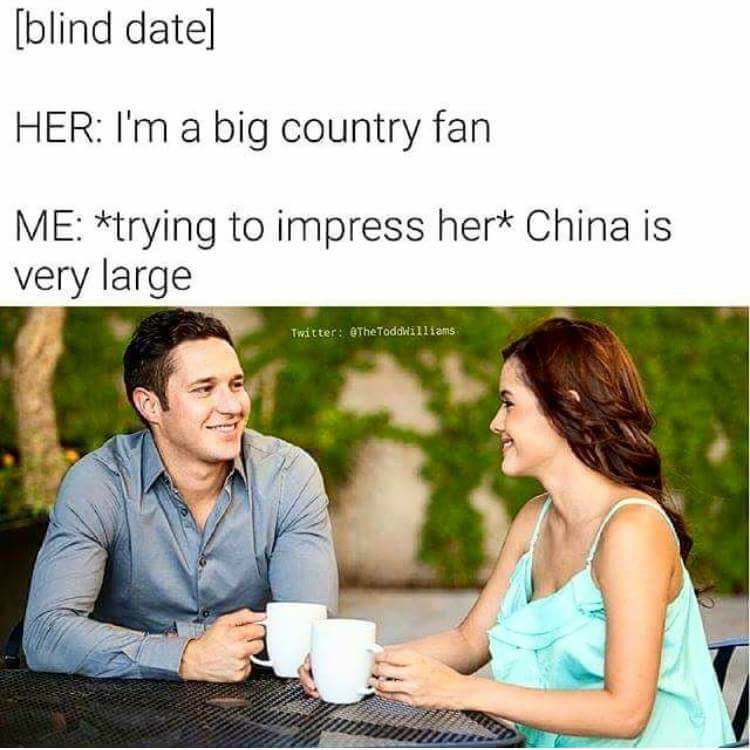 [blind date]
HER: I'm a big country fan
ME: *trying to impress her* China is
very large
Twitter: @TheToddWilliams